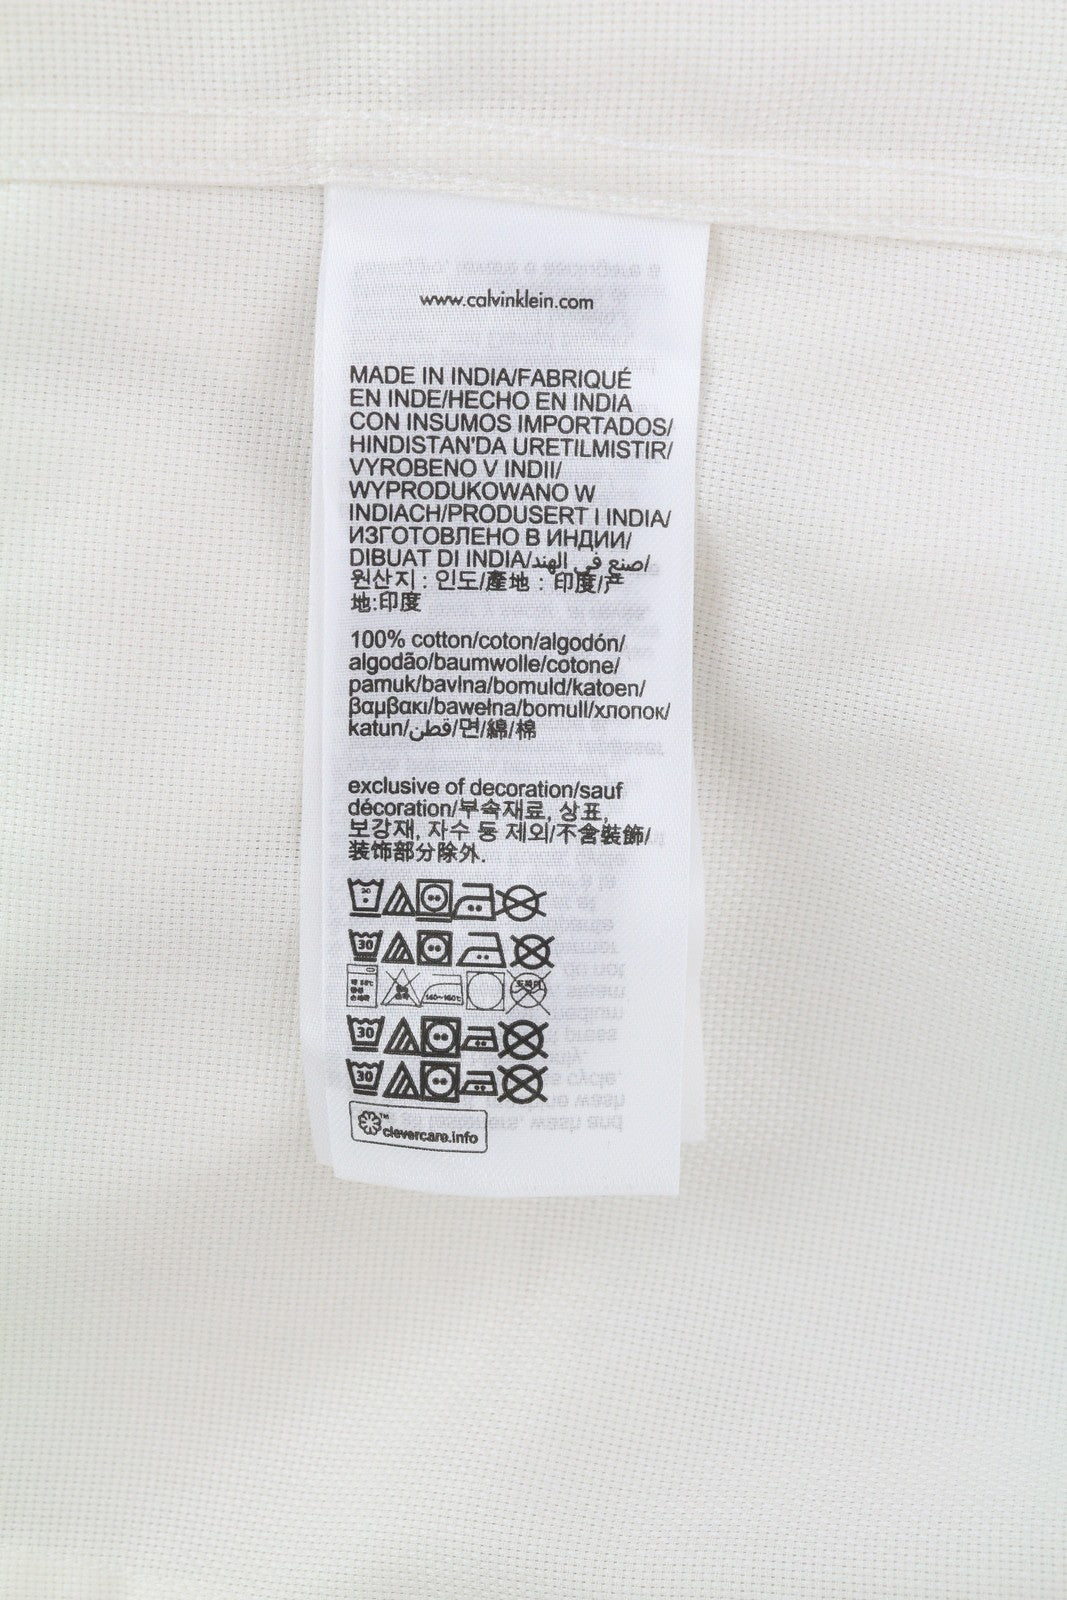 www.calvinklein.com
MADE IN INDIA/FABRIQUÉ
EN INDE/HECHO EN INDIA
CON INSUMOS IMPORTADOS/
HINDISTAN'DA URETILMISTIR/
VYROBENO V INDII/
WYPRODUKOWANO W
INDIACH/PRODUSERT I INDIA/
ИЗГОТОВЛЕНО В ИНДИИ/
DIBUAT DI INDIA/صنع في الهند/
원산지 : 인도/產地 : 印度/产
地:印度
100% cotton/coton/algodón/
algodão/baumwolle/cotone/
pamuk/bavlna/bomuld/katoen/
βαμβακι/bawełna/bomull/хлопок/
katun/قطن/면/綿/棉
exclusive of decoration/sauf
décoration/부속재료, 상표,
보강재, 자수 등 제외/不含裝飾/
装饰部分除外.
30
30
140~160℃
30
30
™ clevercare.info